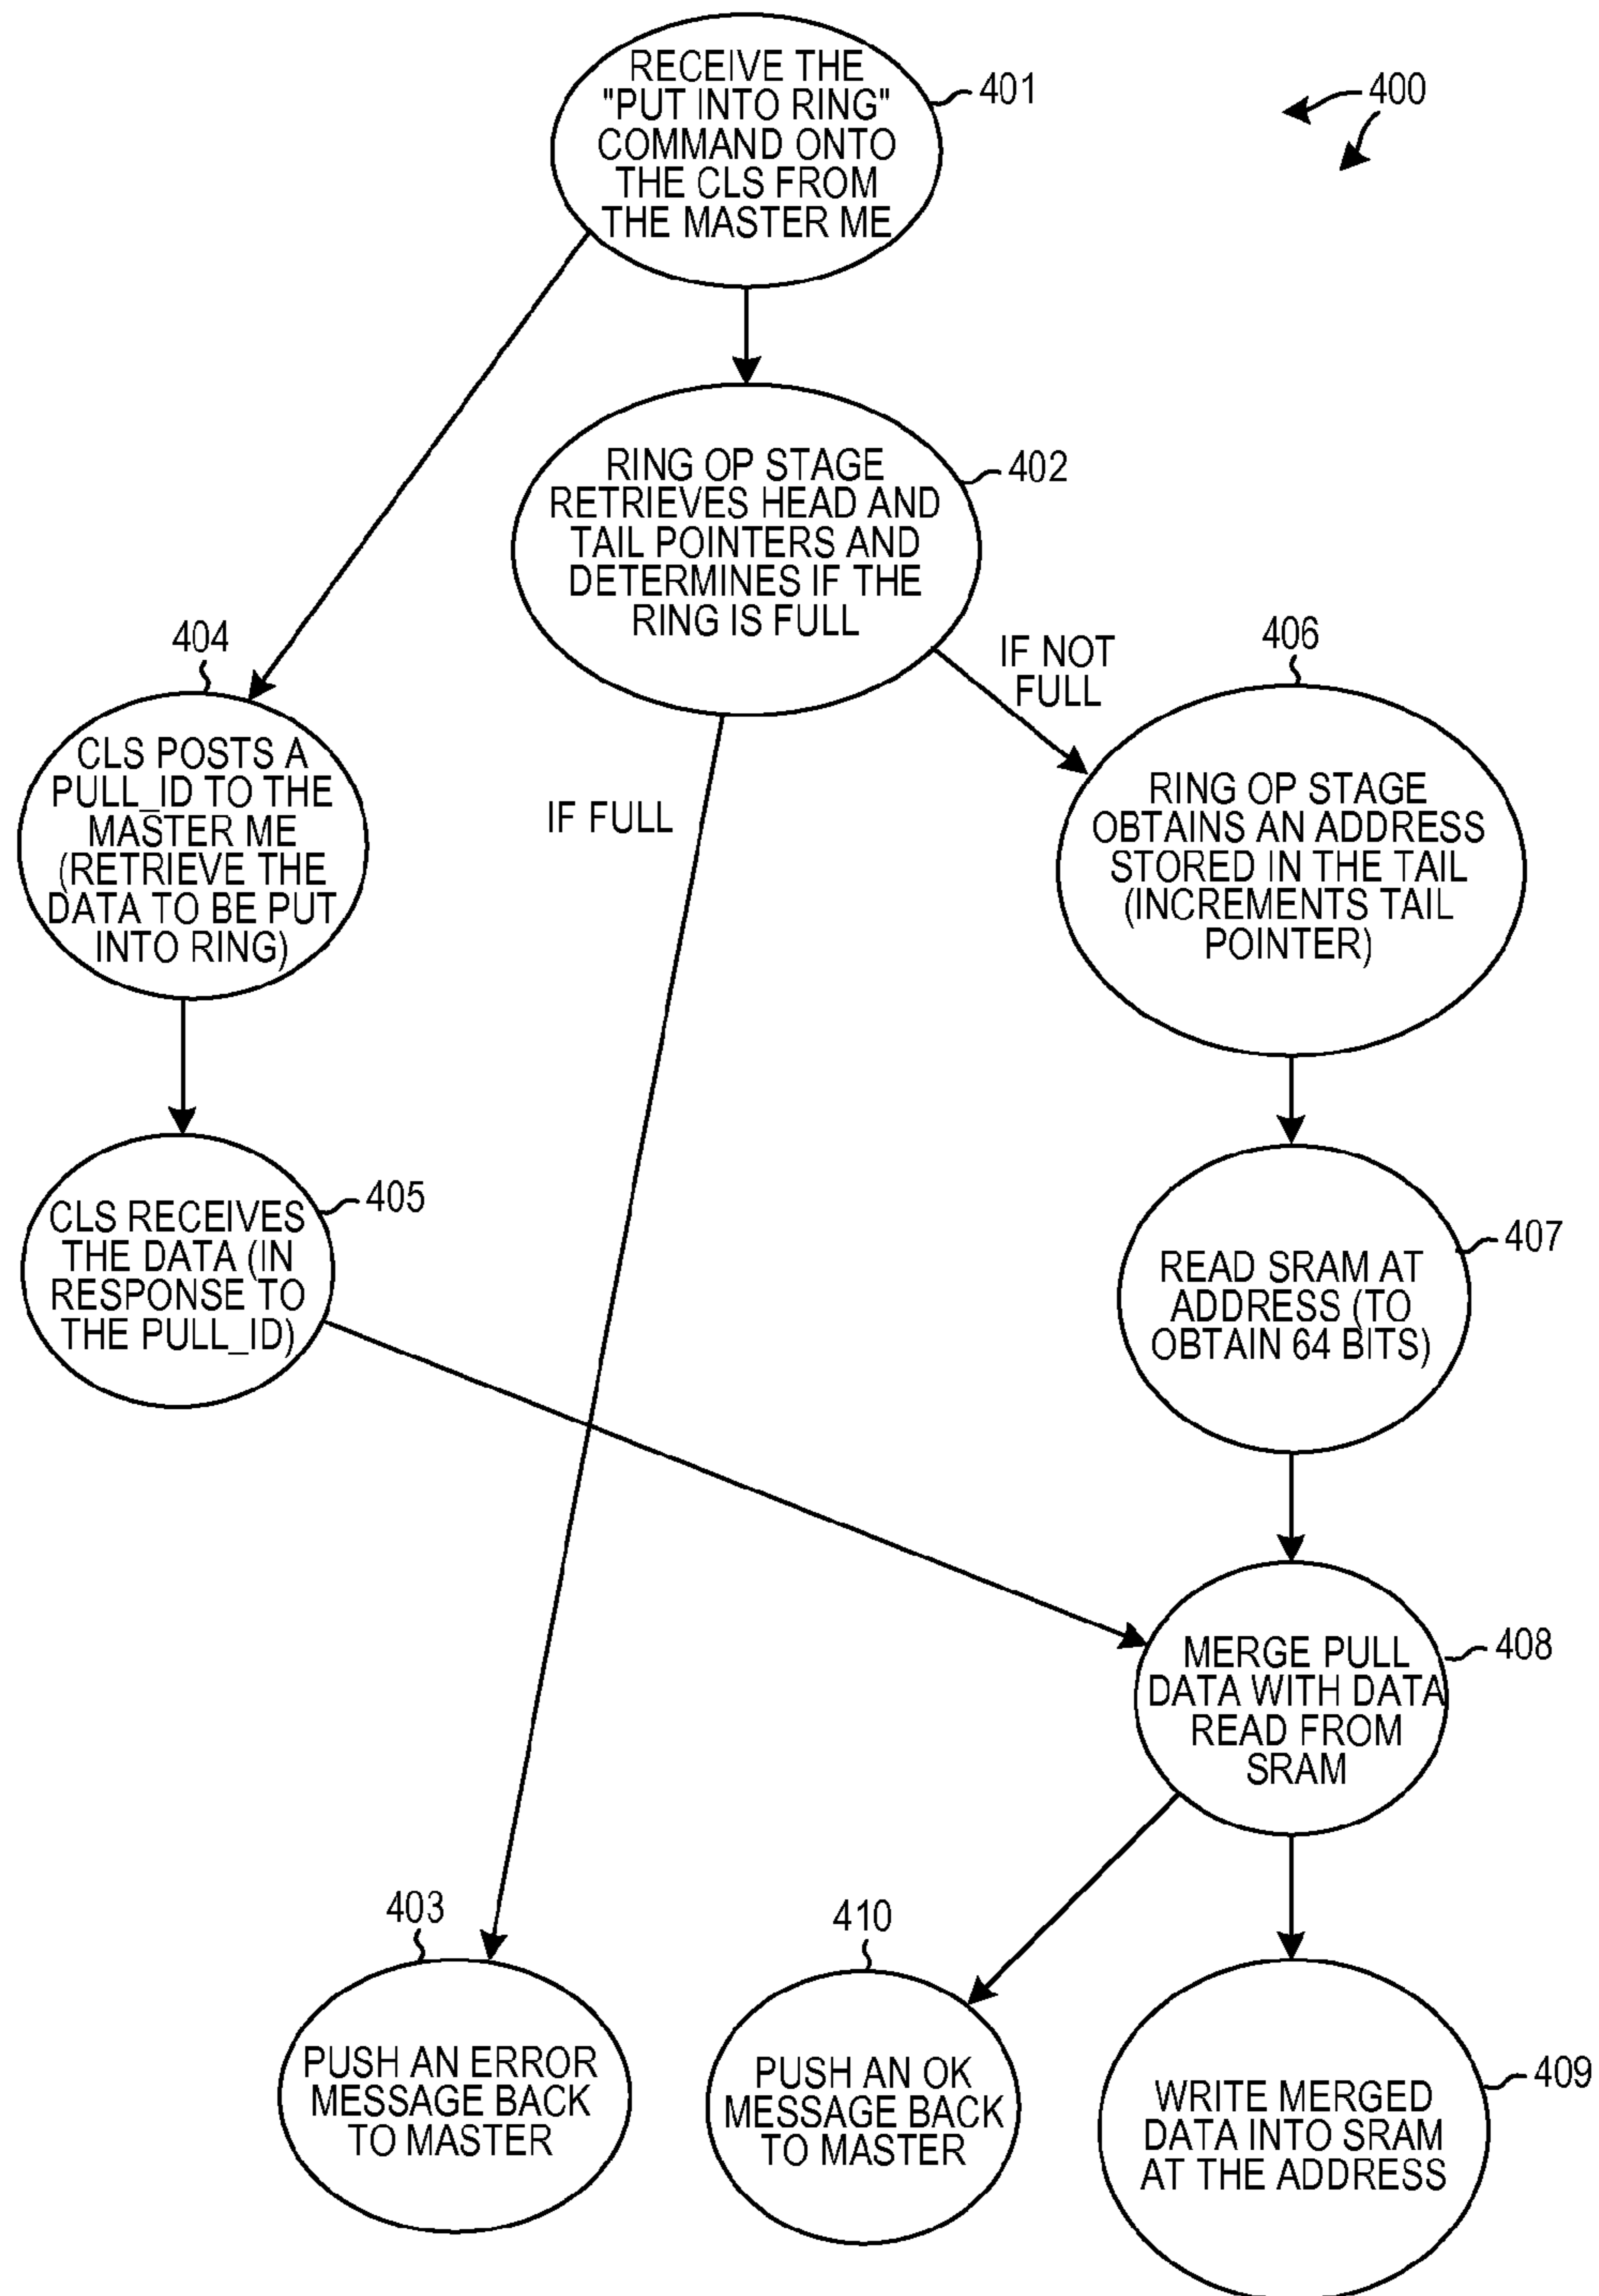 RECEIVE THE
"PUT INTO RING"
COMMAND ONTO
THE CLS FROM
THE MASTER ME
401
400
RING OP STAGE
RETRIEVES HEAD AND
TAIL POINTERS AND
DETERMINES IF THE
RING IS FULL
402
404
CLS POSTS A
PULL_ID TO THE
MASTER ME
(RETRIEVE THE
DATA TO BE PUT
INTO RING)
IF FULL
IF NOT
FULL
406
RING OP STAGE
OBTAINS AN ADDRESS
STORED IN THE TAIL
(INCREMENTS TAIL
POINTER)
CLS RECEIVES
THE DATA (IN
RESPONSE TO
THE PULL_ID)
405
READ SRAM AT
ADDRESS (TO
OBTAIN 64 BITS)
407
MERGE PULL
DATA WITH DATA
READ FROM
SRAM
408
403
PUSH AN ERROR
MESSAGE BACK
TO MASTER
410
PUSH AN OK
MESSAGE BACK
TO MASTER
WRITE MERGED
DATA INTO SRAM
AT THE ADDRESS
409